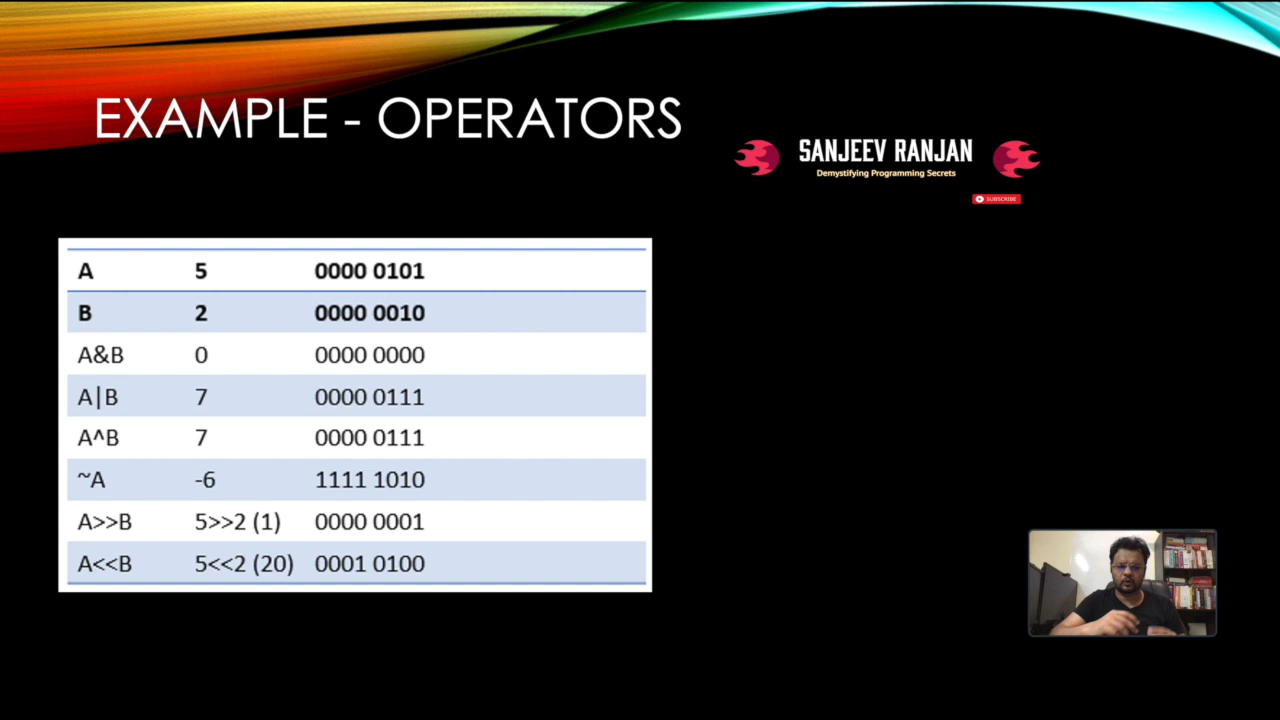 EXAMPLE - OPERATORS
SANJEEV RANJAN
Demystifying Programming Secrets
SUBSCRIBE
A 5 0000 0101
B 2 0000 0010
A&B 0 0000 0000
A|B 7 0000 0111
A^B 7 0000 0111
~A -6 1111 1010
A>>B 5>>2 (1) 0000 0001
A<<B 5<<2 (20) 0001 0100